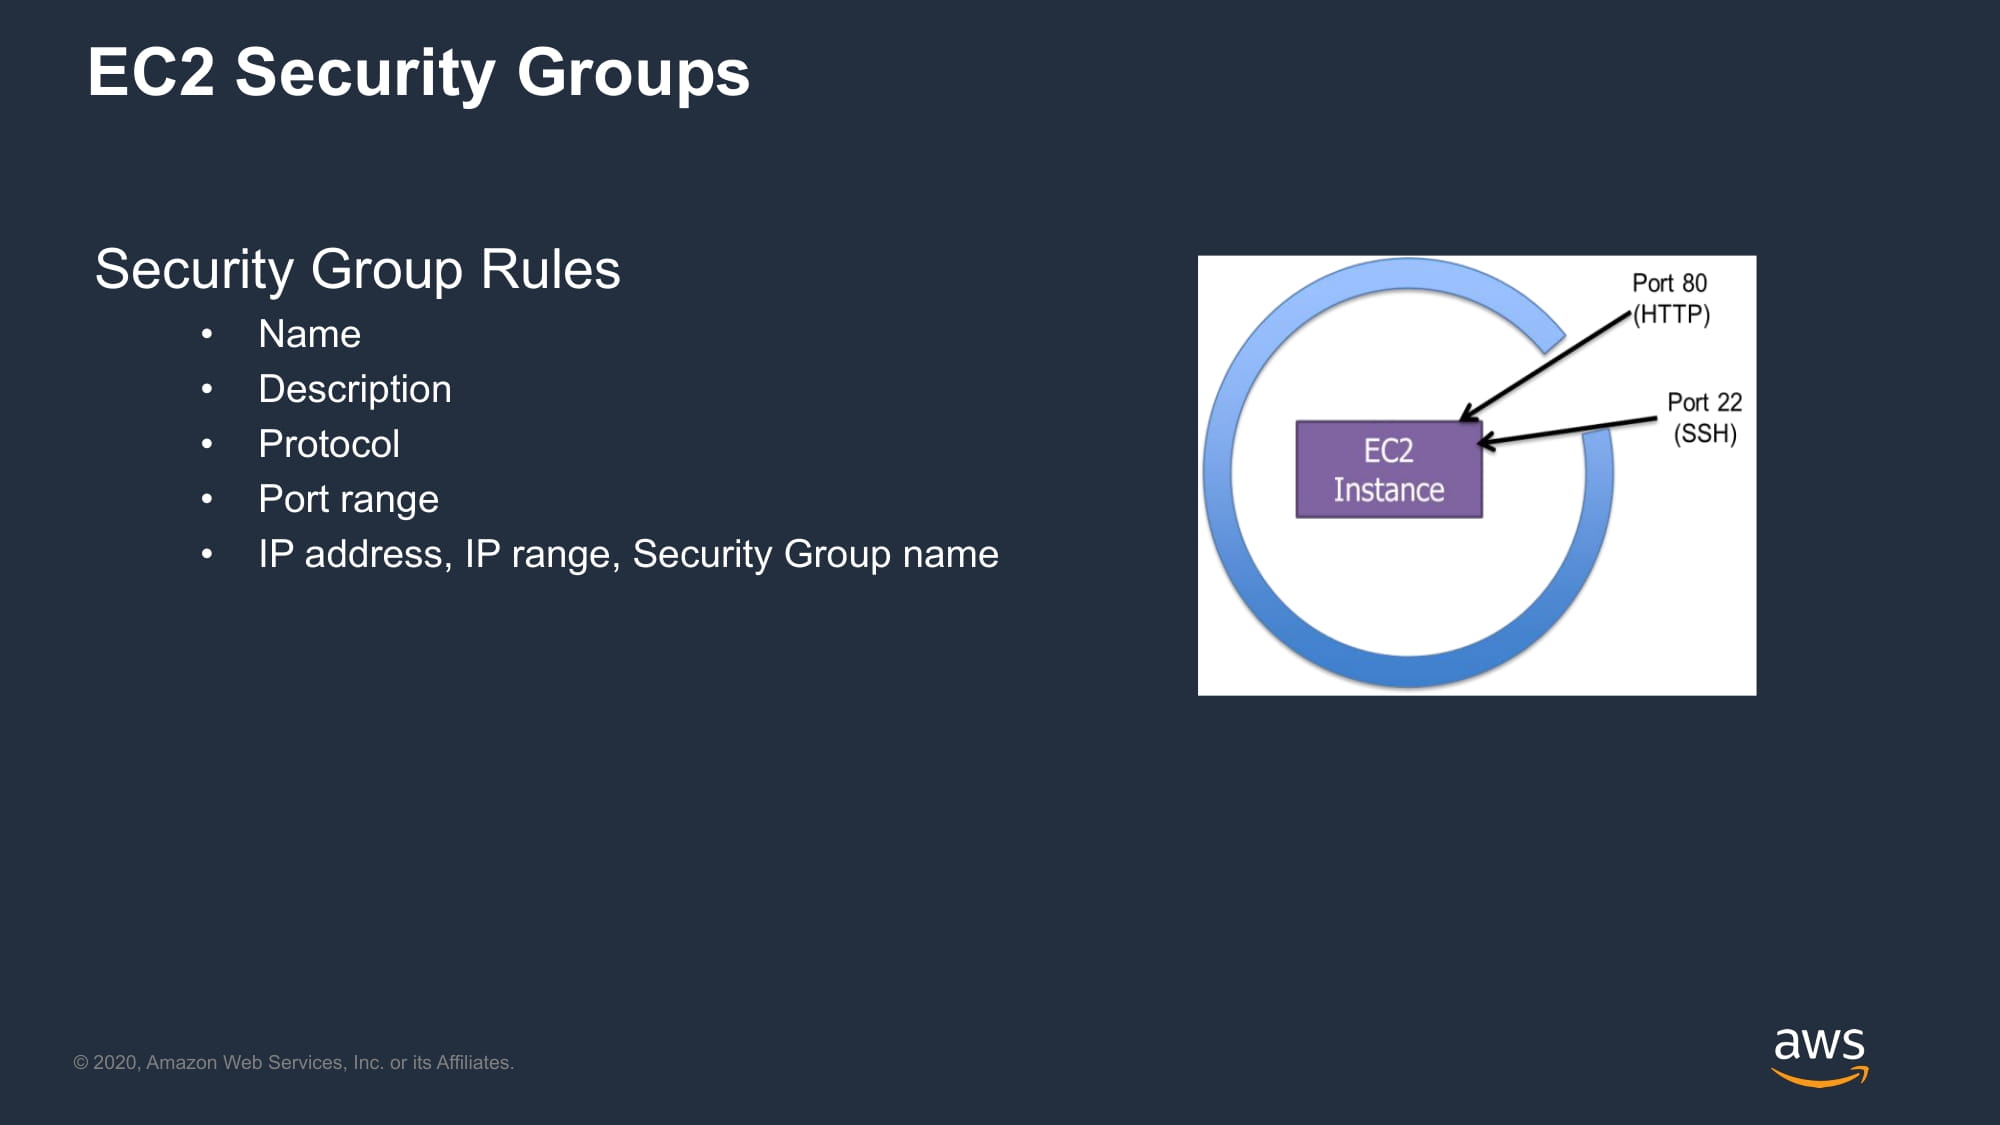 EC2 Security Groups
Security Group Rules
• Name
• Description
• Protocol
• Port range
• IP address, IP range, Security Group name
Port 80
(HTTP)
Port 22
(SSH)
EC2
Instance
© 2020, Amazon Web Services, Inc. or its Affiliates.
aws